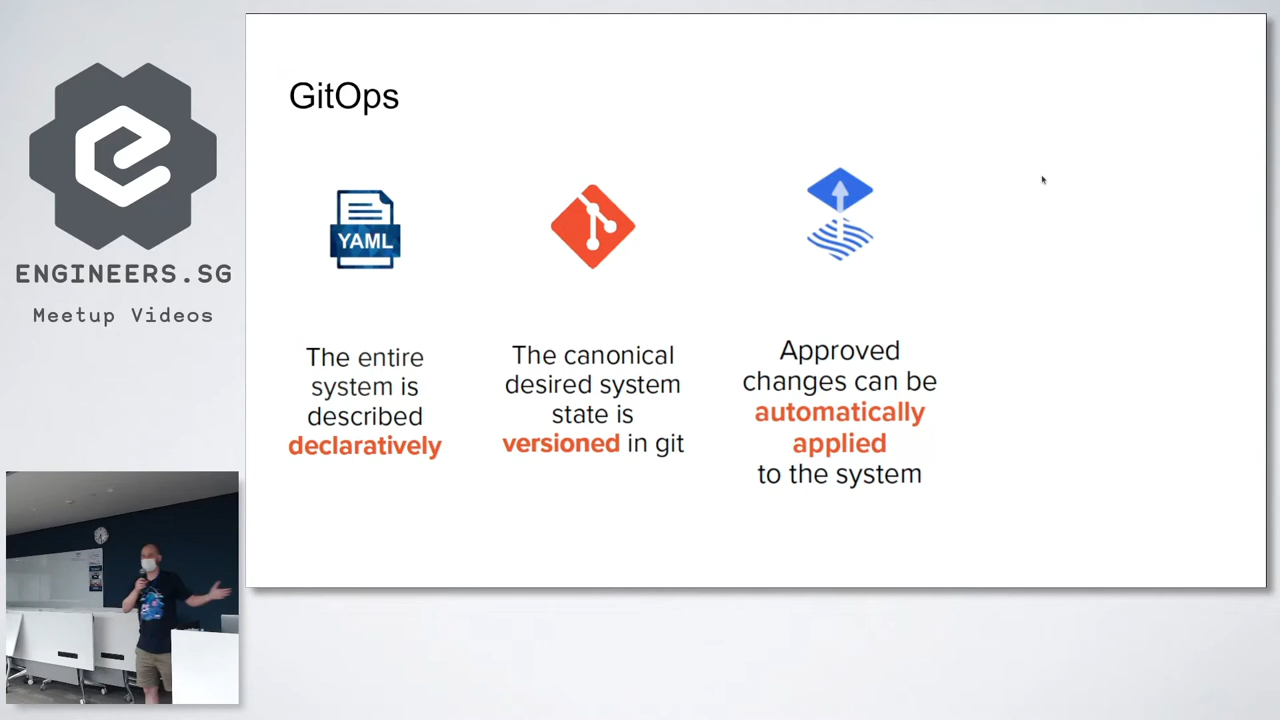 ENGINEERS.SG
Meetup Videos
GitOps
YAML
The entire
system is
described
declaratively
The canonical
desired system
state is
versioned in git
Approved
changes can be
automatically
applied
to the system